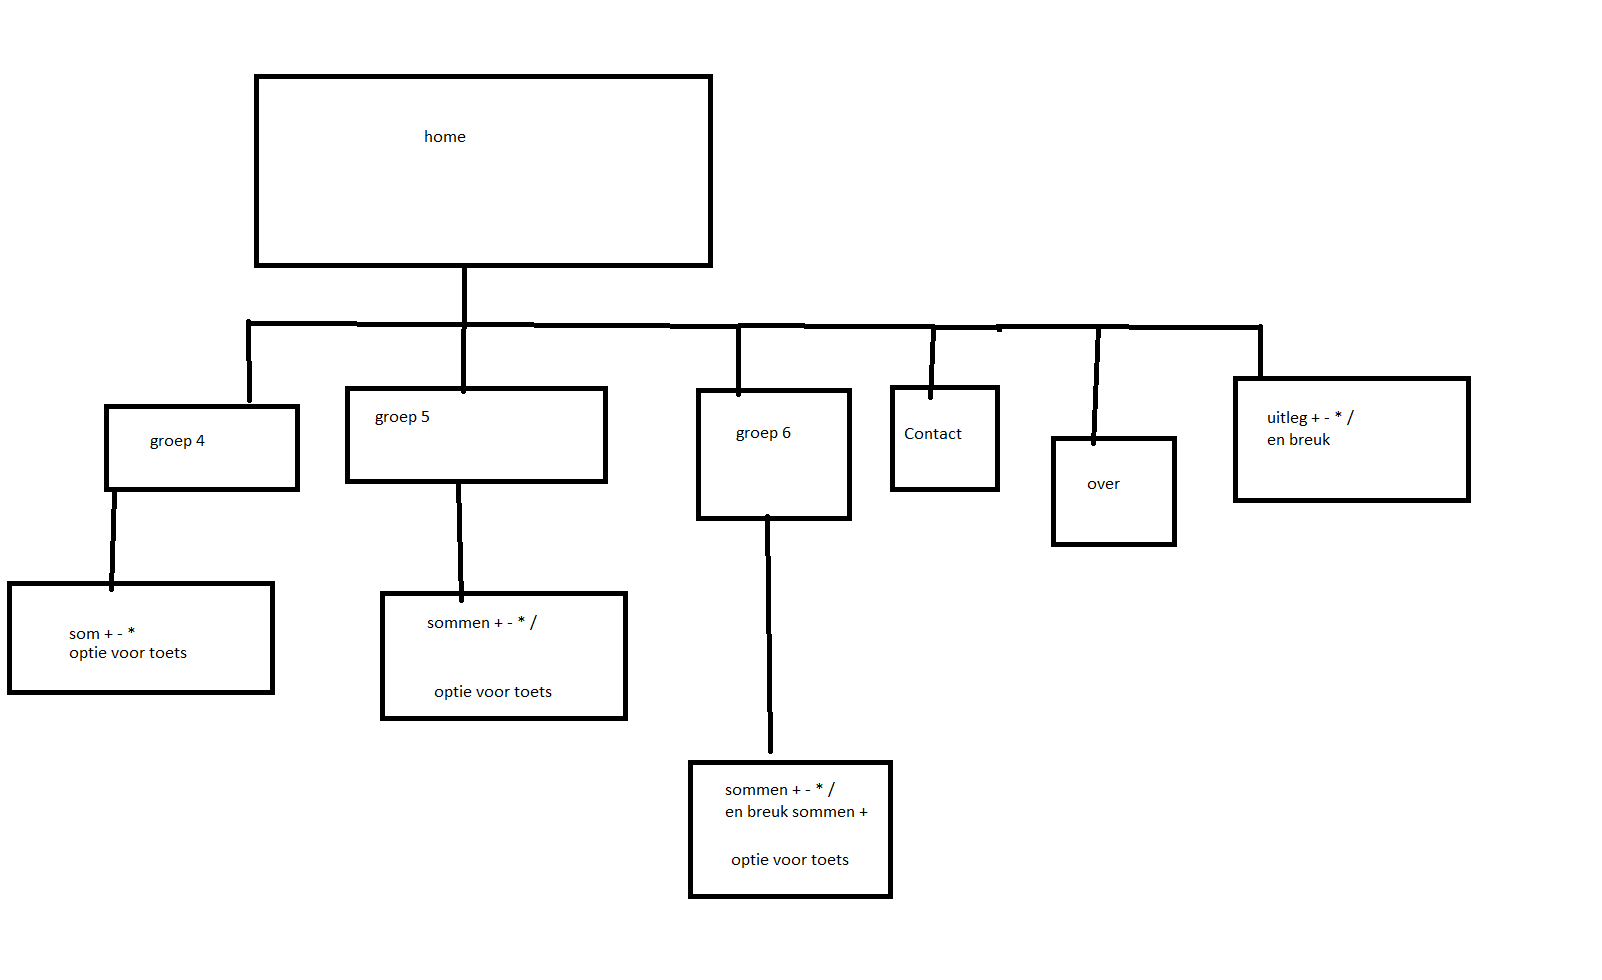 home
groep 4
groep 5
groep 6
Contact
over
uitleg + - * /
en breuk
som + - *
optie voor toets
sommen + - * /
optie voor toets
sommen + - * /
en breuk sommen +
optie voor toets